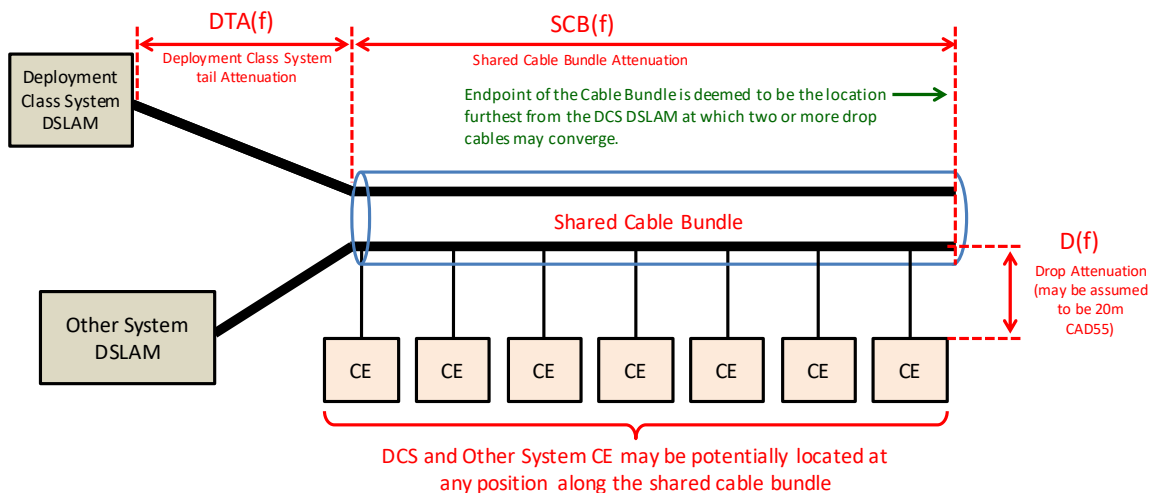 DTA(f)
SCB(f)
Deployment Class System
tail Attenuation
Shared Cable Bundle Attenuation
Deployment
Class System
DSLAM
Endpoint of the Cable Bundle is deemed to be the location
furthest from the DCS DSLAM at which two or more drop
cables may converge.
Shared Cable Bundle
D(f)
Drop Attenuation
(may be assumed
to be 20m
CAD55)
Other System
DSLAM
CE
CE
CE
CE
CE
CE
CE
DCS and Other System CE may be potentially located at
any position along the shared cable bundle